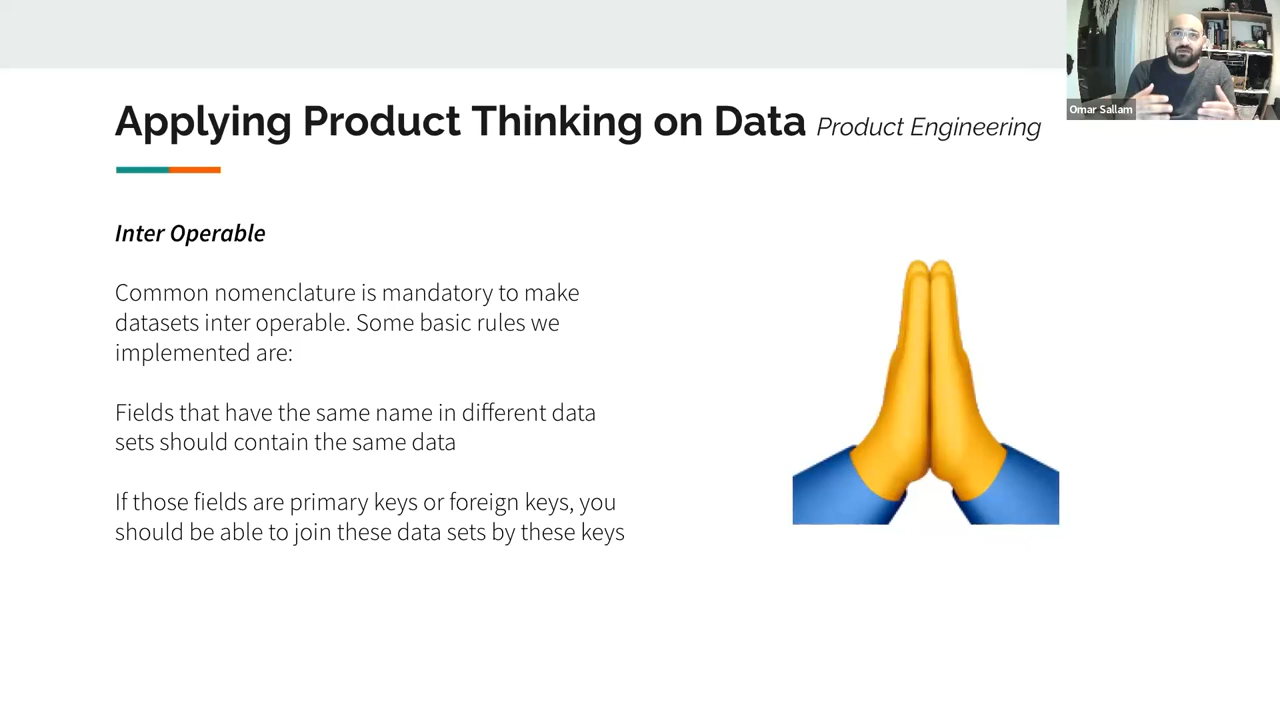 Applying Product Thinking on Data Product Engineering
Omar Sallam
Inter Operable
Common nomenclature is mandatory to make
datasets inter operable. Some basic rules we
implemented are:
Fields that have the same name in different data
sets should contain the same data
If those fields are primary keys or foreign keys, you
should be able to join these data sets by these keys